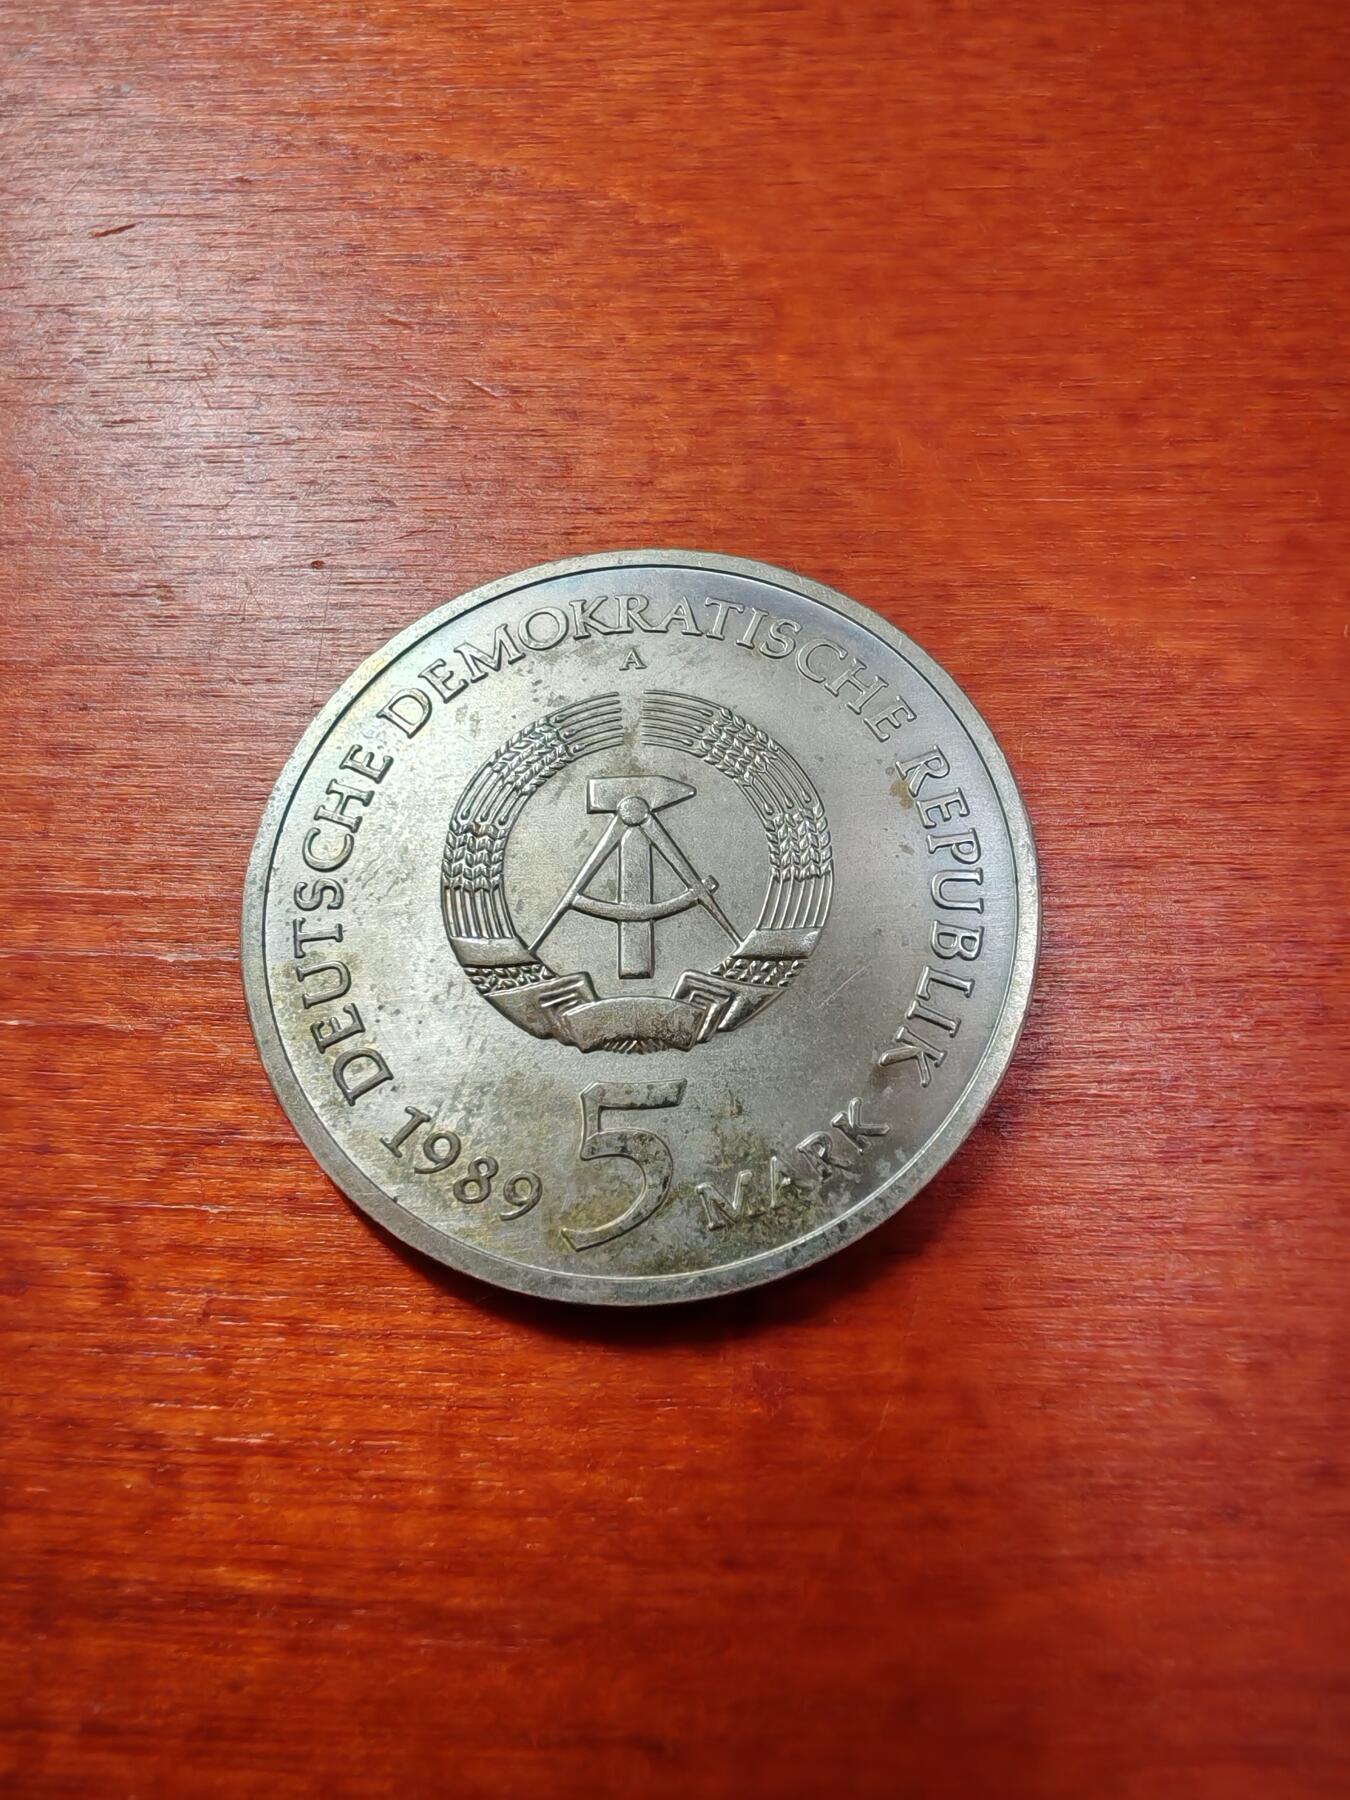 DEUTSCHE DEMOKRATISCHE REPUBLIK
A
1989 5 MARK